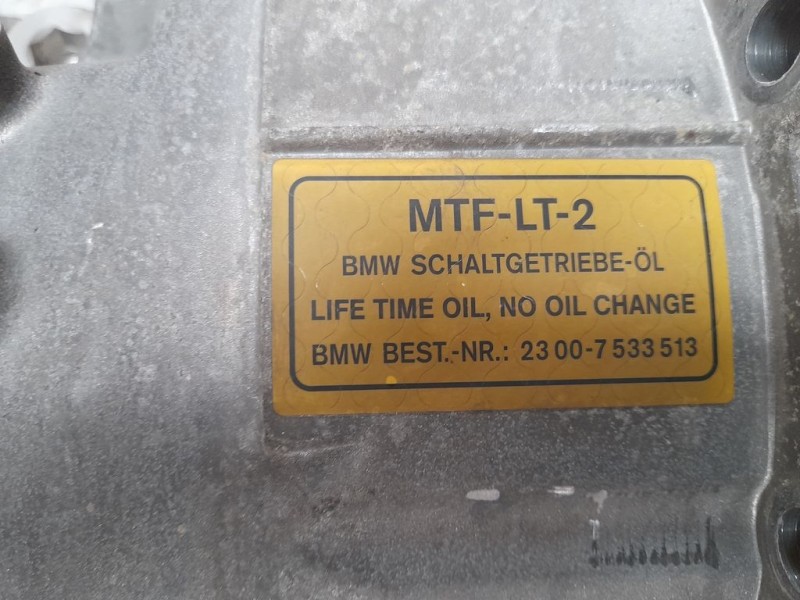 MTF-LT-2
BMW SCHALTGETRIEBE-ÖL
LIFE TIME OIL, NO OIL CHANGE
BMW BEST.-NR.: 23 00-7 533 513